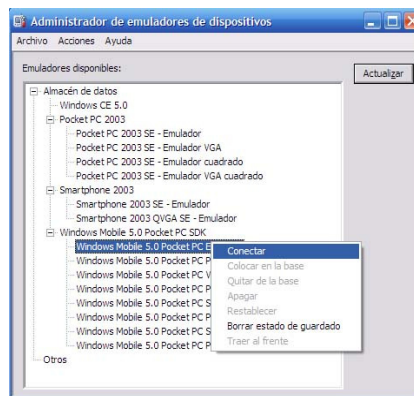 Administrador de emuladores de dispositivos
Archivo Acciones Ayuda
Emuladores disponibles:
Actualizar
Almacén de datos
Windows CE 5.0
Pocket PC 2003
Pocket PC 2003 SE - Emulador
Pocket PC 2003 SE - Emulador VGA
Pocket PC 2003 SE - Emulador cuadrado
Pocket PC 2003 SE - Emulador VGA cuadrado
Smartphone 2003
Smartphone 2003 SE - Emulador
Smartphone 2003 QVGA SE - Emulador
Windows Mobile 5.0 Pocket PC SDK
Windows Mobile 5.0 Pocket PC E
Windows Mobile 5.0 Pocket PC P
Windows Mobile 5.0 Pocket PC V
Windows Mobile 5.0 Pocket PC P
Windows Mobile 5.0 Pocket PC S
Windows Mobile 5.0 Pocket PC P
Windows Mobile 5.0 Pocket PC S
Windows Mobile 5.0 Pocket PC P
Otros
Conectar
Colocar en la base
Quitar de la base
Apagar
Restablecer
Borrar estado de guardado
Traer al frente